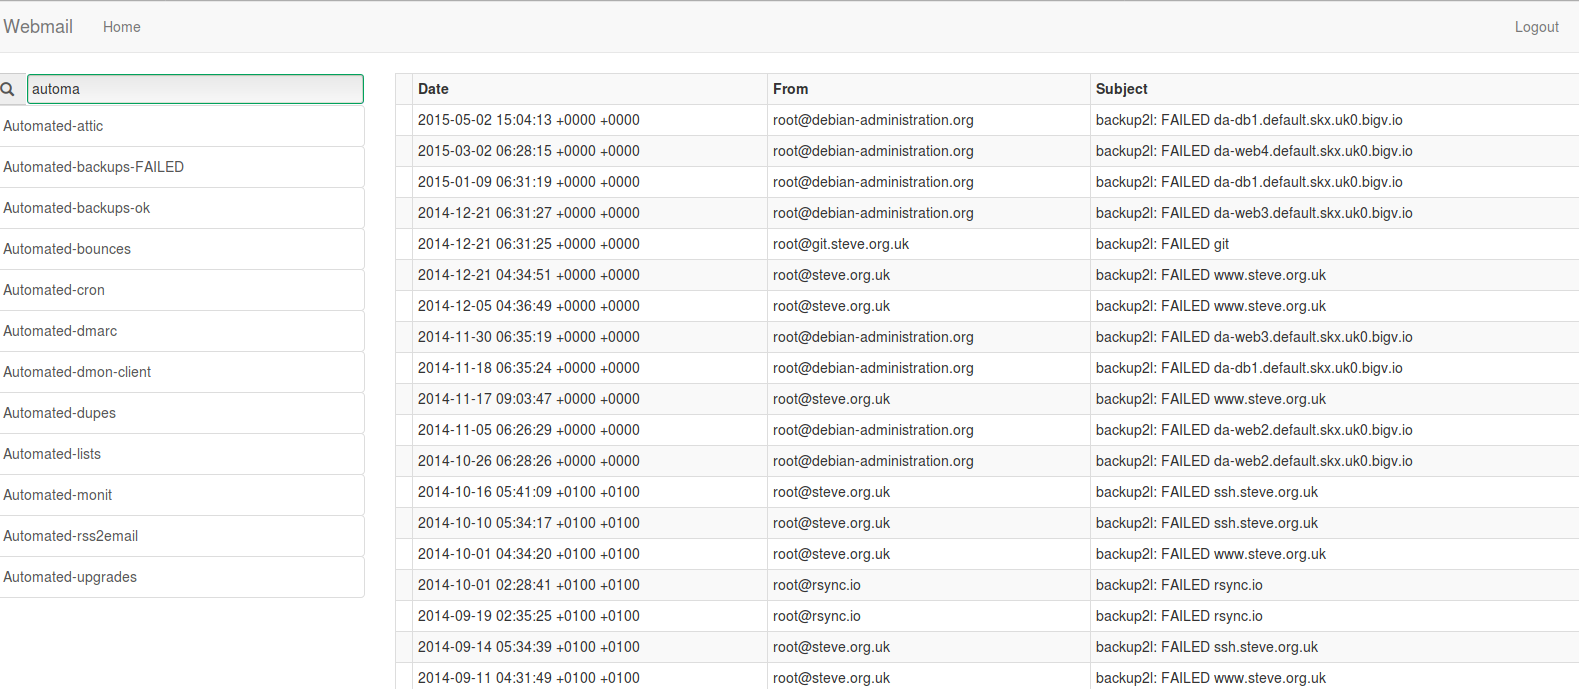 Webmail Home Logout
automa
Automated-attic
Automated-backups-FAILED
Automated-backups-ok
Automated-bounces
Automated-cron
Automated-dmarc
Automated-dmon-client
Automated-dupes
Automated-lists
Automated-monit
Automated-rss2email
Automated-upgrades
Date From Subject
2015-05-02 15:04:13 +0000 +0000 root@debian-administration.org backup2l: FAILED da-db1.default.skx.uk0.bigv.io
2015-03-02 06:28:15 +0000 +0000 root@debian-administration.org backup2l: FAILED da-web4.default.skx.uk0.bigv.io
2015-01-09 06:31:19 +0000 +0000 root@debian-administration.org backup2l: FAILED da-db1.default.skx.uk0.bigv.io
2014-12-21 06:31:27 +0000 +0000 root@debian-administration.org backup2l: FAILED da-web3.default.skx.uk0.bigv.io
2014-12-21 06:31:25 +0000 +0000 root@git.steve.org.uk backup2l: FAILED git
2014-12-21 04:34:51 +0000 +0000 root@steve.org.uk backup2l: FAILED www.steve.org.uk
2014-12-05 04:36:49 +0000 +0000 root@steve.org.uk backup2l: FAILED www.steve.org.uk
2014-11-30 06:35:19 +0000 +0000 root@debian-administration.org backup2l: FAILED da-web3.default.skx.uk0.bigv.io
2014-11-18 06:35:24 +0000 +0000 root@debian-administration.org backup2l: FAILED da-db1.default.skx.uk0.bigv.io
2014-11-17 09:03:47 +0000 +0000 root@steve.org.uk backup2l: FAILED www.steve.org.uk
2014-11-05 06:26:29 +0000 +0000 root@debian-administration.org backup2l: FAILED da-web2.default.skx.uk0.bigv.io
2014-10-26 06:28:26 +0000 +0000 root@debian-administration.org backup2l: FAILED da-web2.default.skx.uk0.bigv.io
2014-10-16 05:41:09 +0100 +0100 root@steve.org.uk backup2l: FAILED ssh.steve.org.uk
2014-10-10 05:34:17 +0100 +0100 root@steve.org.uk backup2l: FAILED ssh.steve.org.uk
2014-10-01 04:34:20 +0100 +0100 root@steve.org.uk backup2l: FAILED www.steve.org.uk
2014-10-01 02:28:41 +0100 +0100 root@rsync.io backup2l: FAILED rsync.io
2014-09-19 02:35:25 +0100 +0100 root@rsync.io backup2l: FAILED rsync.io
2014-09-14 05:34:39 +0100 +0100 root@steve.org.uk backup2l: FAILED ssh.steve.org.uk
2014-09-11 04:31:49 +0100 +0100 root@steve.org.uk backup2l: FAILED www.steve.org.uk